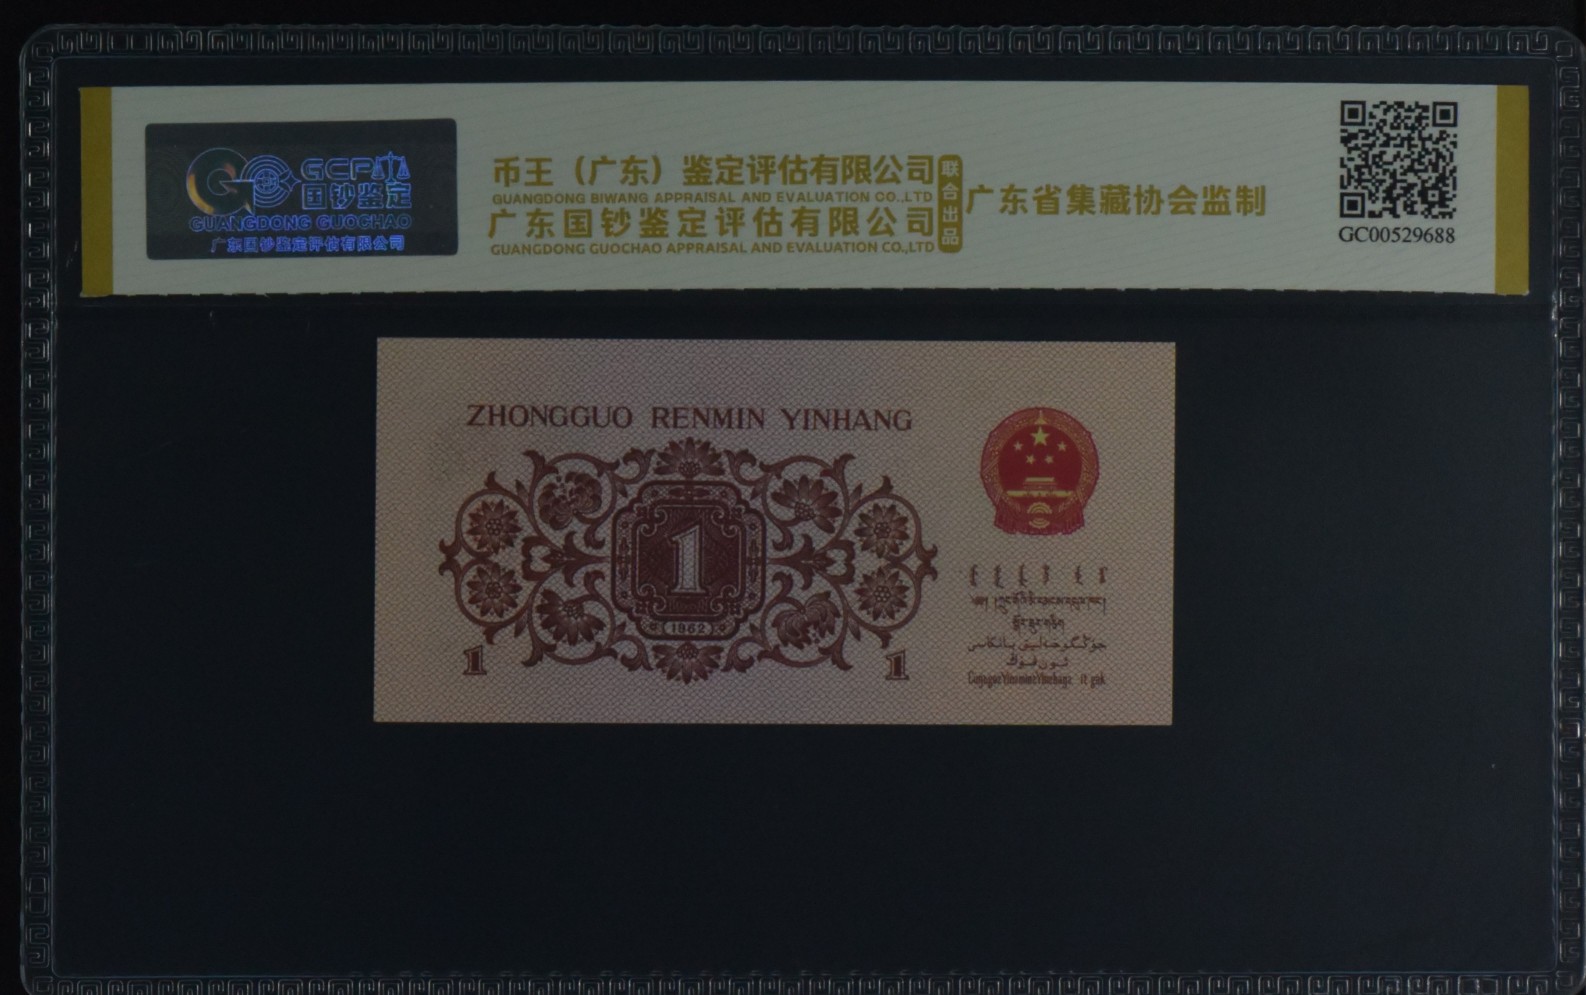 GCP
国钞鉴定
GUANGDONG GUOCHAO
广东国钞鉴定评估有限公司
币王（广东）鉴定评估有限公司
GUANGDONG BIWANG APPRAISAL AND EVALUATION CO.,LTD
广东国钞鉴定评估有限公司
GUANGDONG GUOCHAO APPRAISAL AND EVALUATION CO.,LTD
联合出品
广东省集藏协会监制
GC00529688
ZHONGGUO RENMIN YINHANG
1
1962
1
1